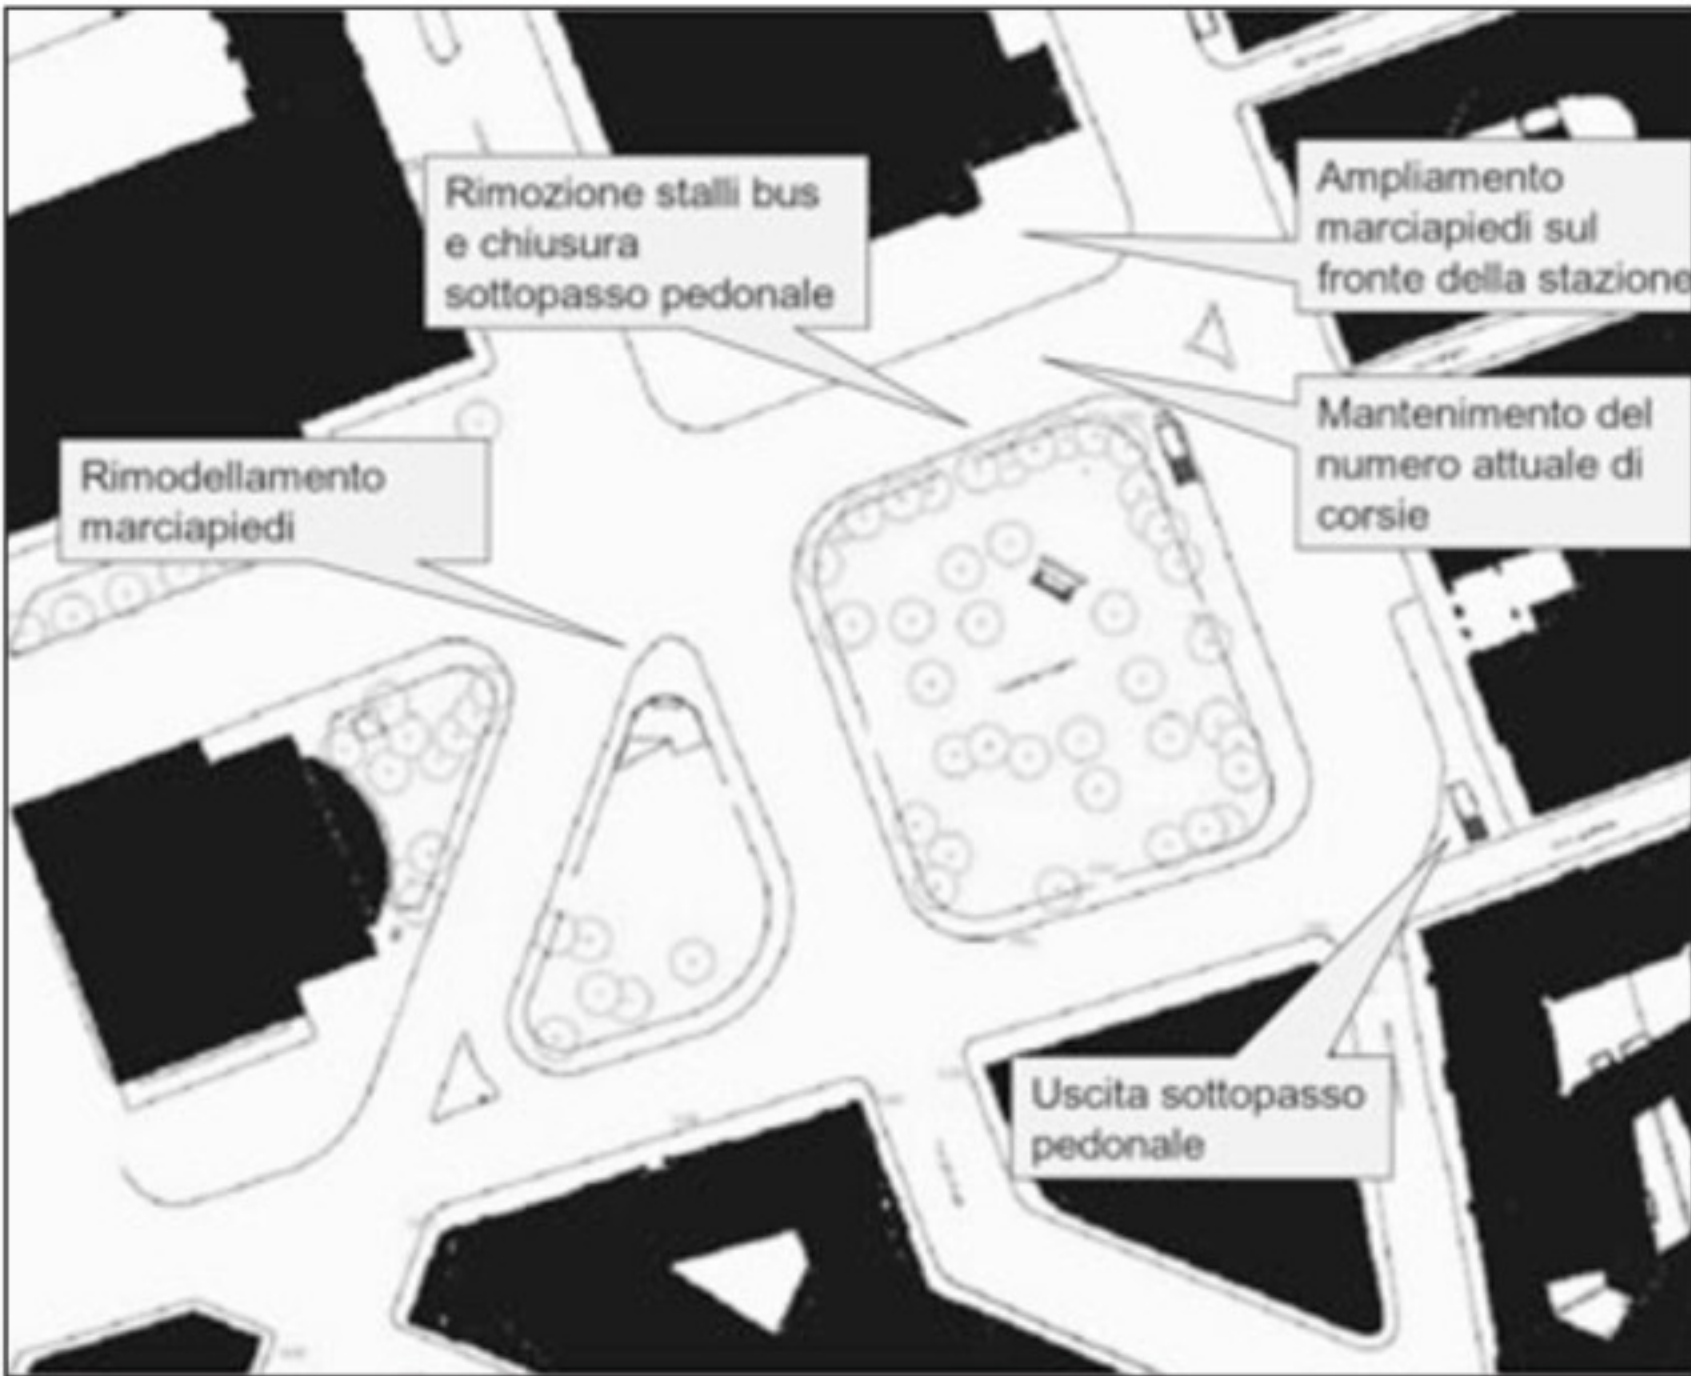 Rimozione stalli bus
e chiusura
sottopasso pedonale
Ampliamento
marciapiedi sul
fronte della stazione
Mantenimento del
numero attuale di
corsie
Rimodellamento
marciapiedi
Uscita sottopasso
pedonale